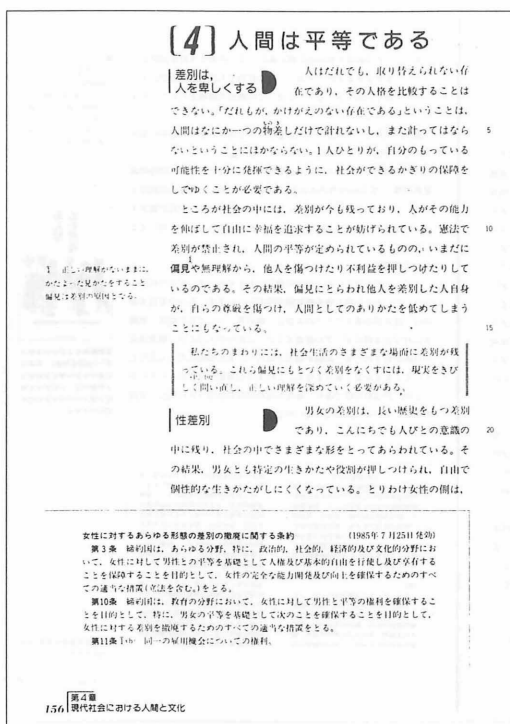 〔4〕人間は平等である
差別は、
人を卑しくする
人はだれでも、取り替えられない存
在であり、その人格を比較することは
できない。「だれもが、かけがえのない存在である」ということは、
人間はなにか一つの物差しだけで計れないし、また計ってはなら
5
ないということにほかならない。1人ひとりが、自分のもっている
可能性を十分に発揮できるように、社会ができるかぎりの保障を
してゆくことが必要である。
ところが社会の中には、差別が今も残っており、人がその能力
を伸ばして自由に幸福を追求することが妨げられている。憲法で
10
差別が禁止され、人間の平等が定められているものの、いまだに
偏見や無理解から、他人を傷つけたり不利益を押しつけたりして
1
いるのである。その結果、偏見にとらわれ他人を差別した人自身
が、自らの尊厳を傷つけ、人間としてのありかたを低めてしまう
ことにもなっている。
15
1 正しい理解がないままに、
かたよった見かたをすること
偏見は差別の原因となる。
私たちのまわりには、社会生活のさまざまな場面に差別が残
っている。これら偏見にもとづく差別をなくすには、現実をきび
しく問い直し、正しい理解を深めていく必要がある。
性差別
男女の差別は、長い歴史をもつ差別
であり、こんにちでも人びとの意識の
20
中に残り、社会の中でさまざまな形をとってあらわれている。そ
の結果、男女とも特定の生きかたや役割が押しつけられ、自由で
個性的な生きかたがしにくくなっている。とりわけ女性の側は、
女性に対するあらゆる形態の差別の撤廃に関する条約 (1985年7月25日発効)
第3条 締約国は、あらゆる分野、特に、政治的、社会的、経済的及び文化的分野にお
いて、女性に対して男性との平等を基礎として人権及び基本的自由を行使し及び享有する
ことを保障することを目的として、女性の完全な能力開発及び向上を確保するためのすべ
ての適当な措置(立法を含む。)をとる。
第10条 締約国は、教育の分野において、女性に対して男性と平等の権利を確保するこ
とを目的として、特に、男女の平等を基礎として次のことを確保することを目的として、
女性に対する差別を撤廃するためのすべての適当な措置をとる。
第11条 同一の雇用機会についての権利、
156
第4章
現代社会における人間と文化